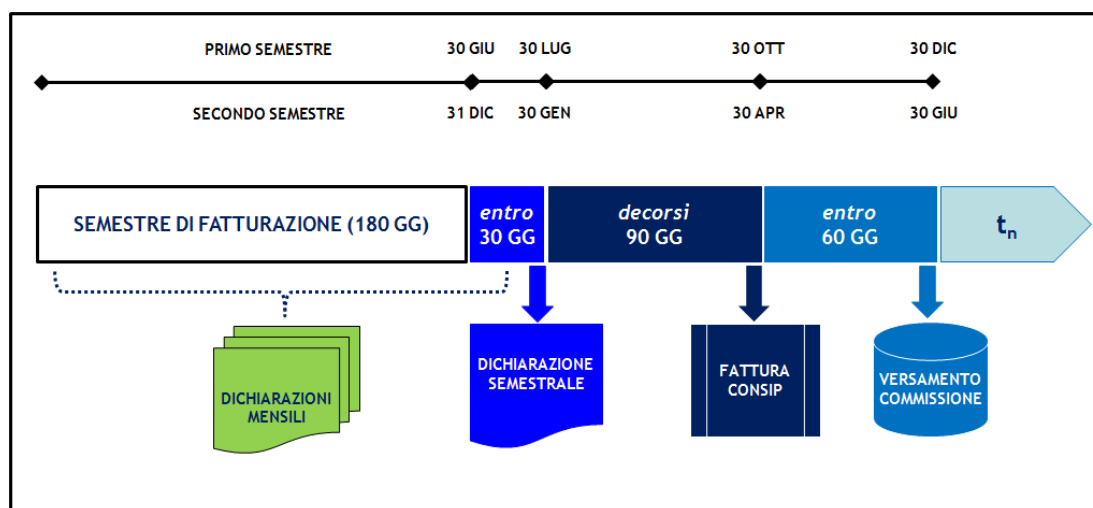 PRIMO SEMESTRE
30 GIU
30 LUG
30 OTT
30 DIC
SECONDO SEMESTRE
31 DIC
30 GEN
30 APR
30 GIU
SEMESTRE DI FATTURAZIONE (180 GG)
entro
30 GG
decorsi
90 GG
entro
60 GG
tn
DICHIARAZIONI
MENSILI
DICHIARAZIONE
SEMESTRALE
FATTURA
CONSIP
VERSAMENTO
COMMISSIONE